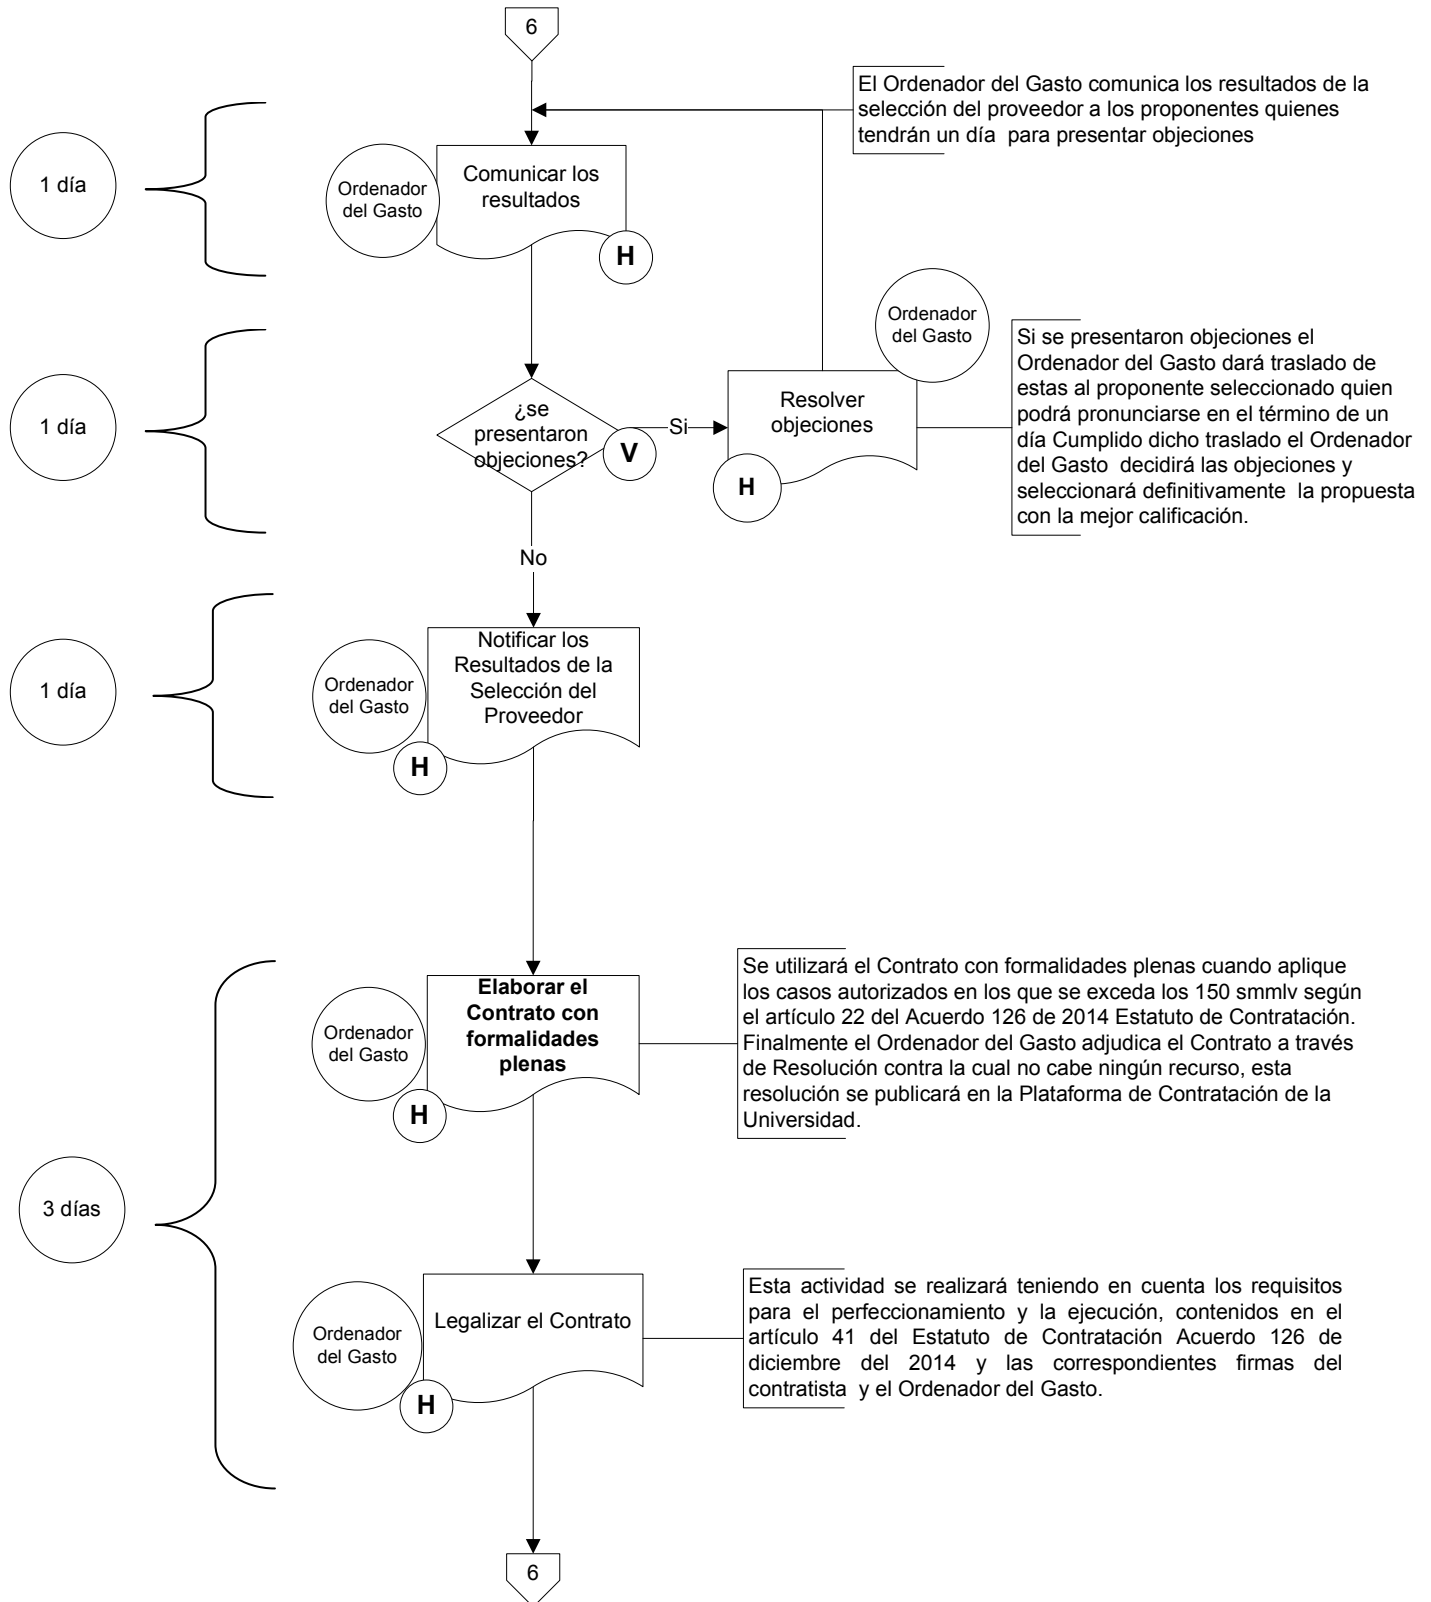 6
El Ordenador del Gasto comunica los resultados de la
selección del proveedor a los proponentes quienes
tendrán un día  para presentar objeciones
1 día
Ordenador
del Gasto
Comunicar los
resultados
H
1 día
¿se
presentaron
objeciones?
V
Si
Resolver
objeciones
H
Ordenador
del Gasto
Si se presentaron objeciones el
Ordenador del Gasto dará traslado de
estas al proponente seleccionado quien
podrá pronunciarse en el término de un
día Cumplido dicho traslado el Ordenador
del Gasto  decidirá las objeciones y
seleccionará definitivamente  la propuesta
con la mejor calificación.
No
1 día
Ordenador
del Gasto
Notificar los
Resultados de la
Selección del
Proveedor
H
3 días
Ordenador
del Gasto
Elaborar el
Contrato con
formalidades
plenas
H
Se utilizará el Contrato con formalidades plenas cuando aplique
los casos autorizados en los que se exceda los 150 smmlv según
el artículo 22 del Acuerdo 126 de 2014 Estatuto de Contratación.
Finalmente el Ordenador del Gasto adjudica el Contrato a través
de Resolución contra la cual no cabe ningún recurso, esta
resolución se publicará en la Plataforma de Contratación de la
Universidad.
Ordenador
del Gasto
Legalizar el Contrato
H
Esta actividad se realizará teniendo en cuenta los requisitos
para el perfeccionamiento y la ejecución, contenidos en el
artículo 41 del Estatuto de Contratación Acuerdo 126 de
diciembre del 2014 y las correspondientes firmas del
contratista  y el Ordenador del Gasto.
6